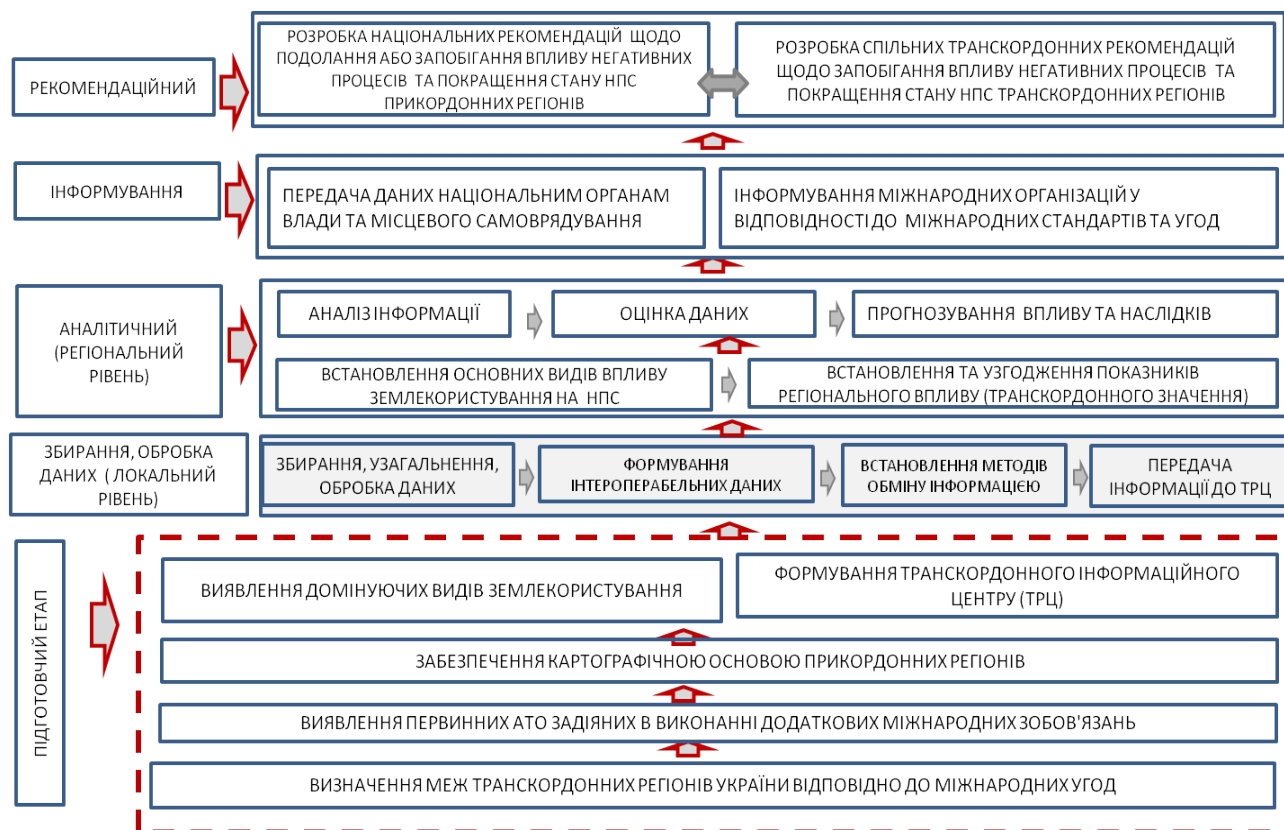 РЕКОМЕНДАЦІЙНИЙ
РОЗРОБКА НАЦІОНАЛЬНИХ РЕКОМЕНДАЦІЙ ЩОДО
ПОДОЛАННЯ АБО ЗАПОБІГАННЯ ВПЛИВУ НЕГАТИВНИХ
ПРОЦЕСІВ ТА ПОКРАЩЕННЯ СТАНУ НПС
ПРИКОРДОННИХ РЕГІОНІВ
РОЗРОБКА СПІЛЬНИХ ТРАНСКОРДОННИХ РЕКОМЕНДАЦІЙ
ЩОДО ЗАПОБІГАННЯ ВПЛИВУ НЕГАТИВНИХ ПРОЦЕСІВ ТА
ПОКРАЩЕННЯ СТАНУ НПС ТРАНСКОРДОННИХ РЕГІОНІВ
ІНФОРМУВАННЯ
ПЕРЕДАЧА ДАНИХ НАЦІОНАЛЬНИМ ОРГАНАМ
ВЛАДИ ТА МІСЦЕВОГО САМОВРЯДУВАННЯ
ІНФОРМУВАННЯ МІЖНАРОДНИХ ОРГАНІЗАЦІЙ У
ВІДПОВІДНОСТІ ДО МІЖНАРОДНИХ СТАНДАРТІВ ТА УГОД
АНАЛІТИЧНИЙ
(РЕГІОНАЛЬНИЙ
РІВЕНЬ)
АНАЛІЗ ІНФОРМАЦІЇ
ОЦІНКА ДАНИХ
ПРОГНОЗУВАННЯ ВПЛИВУ ТА НАСЛІДКІВ
ВСТАНОВЛЕННЯ ОСНОВНИХ ВИДІВ ВПЛИВУ
ЗЕМЛЕКОРИСТУВАННЯ НА НПС
ВСТАНОВЛЕННЯ ТА УЗГОДЖЕННЯ ПОКАЗНИКІВ
РЕГІОНАЛЬНОГО ВПЛИВУ (ТРАНСКОРДОННОГО ЗНАЧЕННЯ)
ЗБИРАННЯ, ОБРОБКА
ДАНИХ ( ЛОКАЛЬНИЙ
РІВЕНЬ)
ЗБИРАННЯ, УЗАГАЛЬНЕННЯ,
ОБРОБКА ДАНИХ
ФОРМУВАННЯ
ІНТЕРОПЕРАБЕЛЬНИХ ДАНИХ
ВСТАНОВЛЕННЯ МЕТОДІВ
ОБМІНУ ІНФОРМАЦІЄЮ
ПЕРЕДАЧА
ІНФОРМАЦІЇ ДО ТРЦ
ПІДГОТОВЧИЙ ЕТАП
ВИЯВЛЕННЯ ДОМІНУЮЧИХ ВИДІВ ЗЕМЛЕКОРИСТУВАННЯ
ФОРМУВАННЯ ТРАНСКОРДОННОГО ІНФОРМАЦІЙНОГО
ЦЕНТРУ (ТРЦ)
ЗАБЕЗПЕЧЕННЯ КАРТОГРАФІЧНОЮ ОСНОВОЮ ПРИКОРДОННИХ РЕГІОНІВ
ВИЯВЛЕННЯ ПЕРВИННИХ АТО ЗАДІЯНИХ В ВИКОНАННІ ДОДАТКОВИХ МІЖНАРОДНИХ ЗОБОВ'ЯЗАНЬ
ВИЗНАЧЕННЯ МЕЖ ТРАНСКОРДОННИХ РЕГІОНІВ УКРАЇНИ ВІДПОВІДНО ДО МІЖНАРОДНИХ УГОД